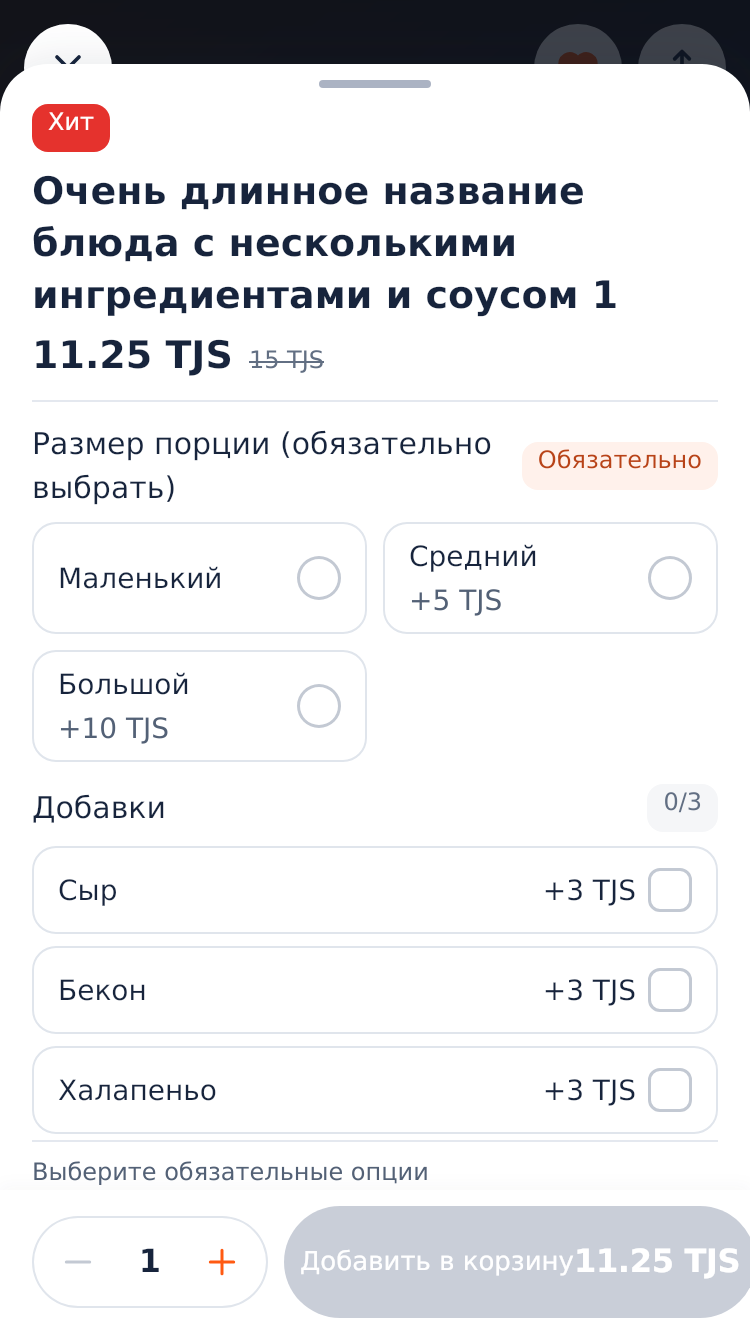 Хит
Очень длинное название
блюда с несколькими
ингредиентами и соусом 1
11.25 TJS 15 TJS
Размер порции (обязательно
выбрать)
Обязательно
Маленький
Средний
+5 TJS
Большой
+10 TJS
Добавки
0/3
Сыр +3 TJS
Бекон +3 TJS
Халапеньо +3 TJS
Выберите обязательные опции
1
Добавить в корзину 11.25 TJS